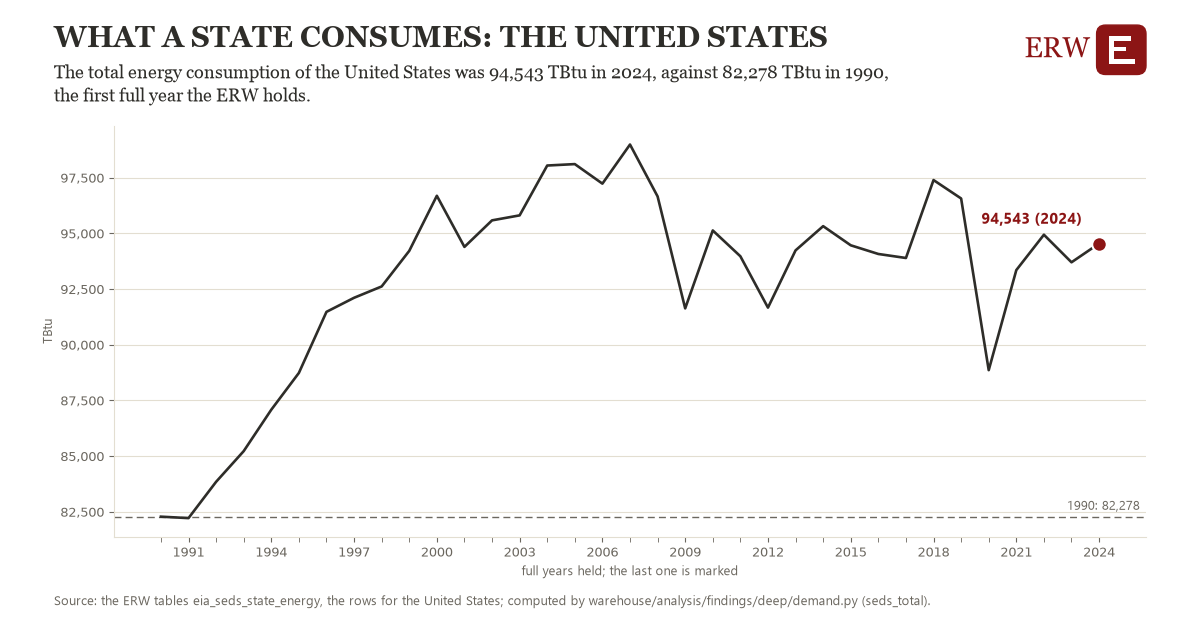 WHAT A STATE CONSUMES: THE UNITED STATES
The total energy consumption of the United States was 94,543 TBtu in 2024, against 82,278 TBtu in 1990,
the first full year the ERW holds.
ERW E
97,500
95,000
92,500
90,000
87,500
85,000
82,500
TBtu
94,543 (2024)
1990: 82,278
1991 1994 1997 2000 2003 2006 2009 2012 2015 2018 2021 2024
full years held; the last one is marked
Source: the ERW tables eia_seds_state_energy, the rows for the United States; computed by warehouse/analysis/findings/deep/demand.py (seds_total).